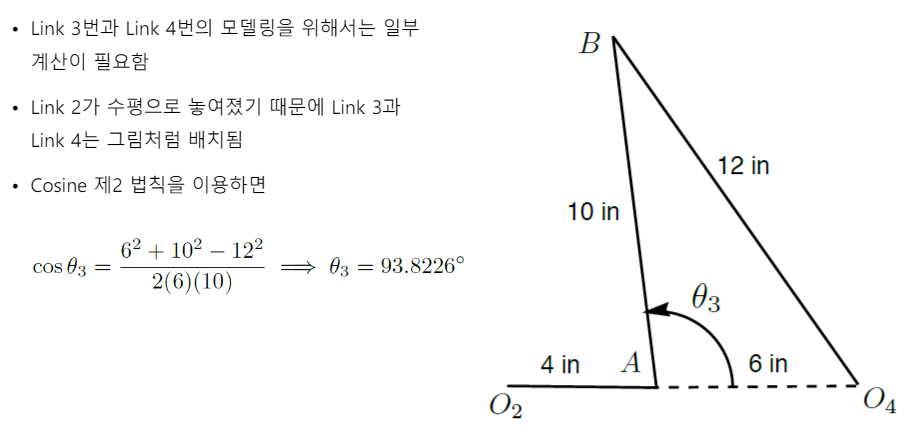 • Link 3번과 Link 4번의 모델링을 위해서는 일부
계산이 필요함
• Link 2가 수평으로 놓여졌기 때문에 Link 3과
Link 4는 그림처럼 배치됨
• Cosine 제2 법칙을 이용하면
cos θ₃ = (6² + 10² − 12²) / (2(6)(10)) ⟹ θ₃ = 93.8226°
B
12 in
10 in
θ₃
4 in
A
6 in
O₂
O₄